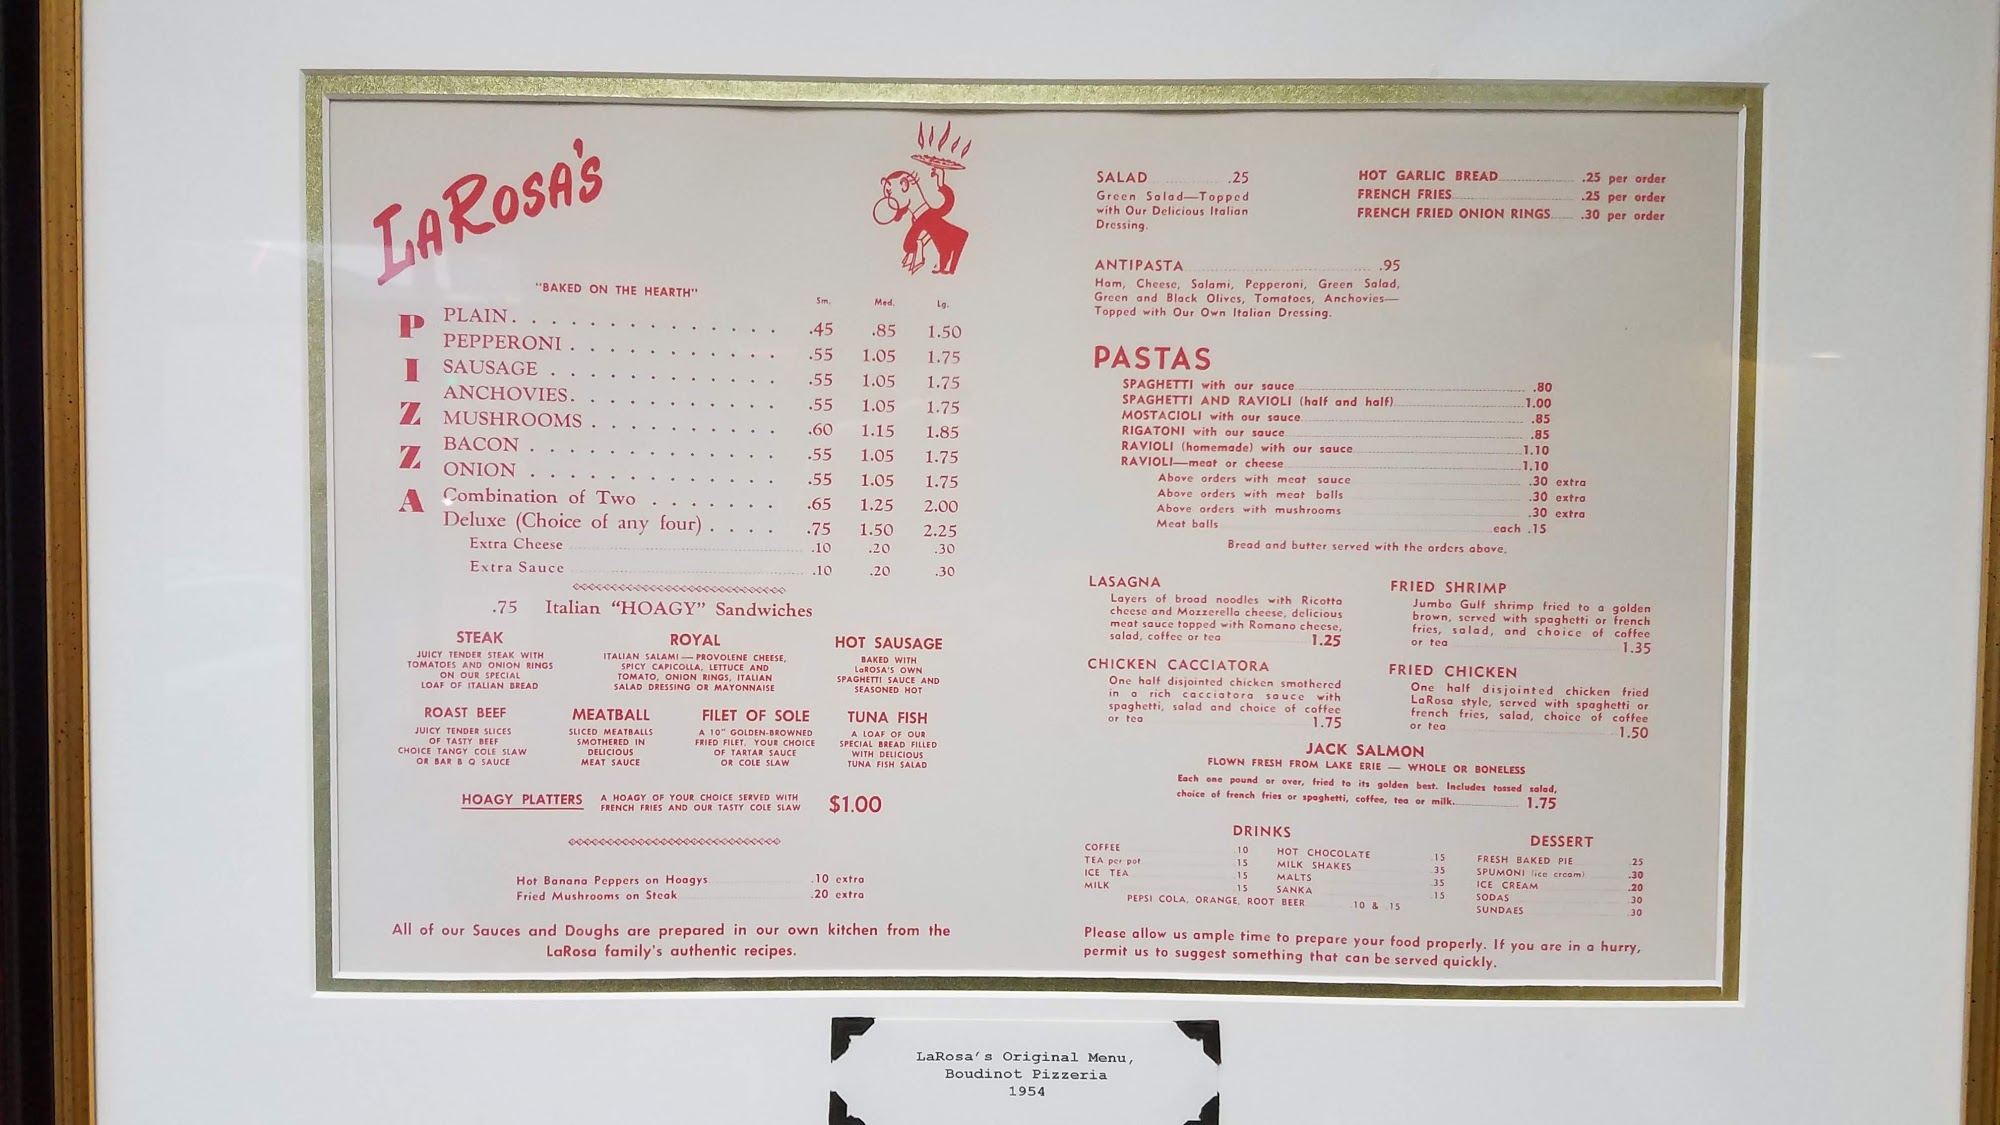 LaRosa's
"BAKED ON THE HEARTH"
Sm. Med. Lg.
PIZZA
PLAIN . . . . . . . . . . . . . . .45 .85 1.50
PEPPERONI . . . . . . . . . . . .55 1.05 1.75
SAUSAGE . . . . . . . . . . . . .55 1.05 1.75
ANCHOVIES . . . . . . . . . . . .55 1.05 1.75
MUSHROOMS . . . . . . . . . . .60 1.15 1.85
BACON . . . . . . . . . . . . . .55 1.05 1.75
ONION . . . . . . . . . . . . . .55 1.05 1.75
Combination of Two . . . . . . . .65 1.25 2.00
Deluxe (Choice of any four) . . . . .75 1.50 2.25
Extra Cheese .10 .20 .30
Extra Sauce .10 .20 .30
.75 Italian "HOAGY" Sandwiches
STEAK
JUICY TENDER STEAK WITH
TOMATOES AND ONION RINGS
ON OUR SPECIAL
LOAF OF ITALIAN BREAD
ROYAL
ITALIAN SALAMI — PROVOLENE CHEESE,
SPICY CAPICOLLA, LETTUCE AND
TOMATO, ONION RINGS, ITALIAN
SALAD DRESSING OR MAYONNAISE
HOT SAUSAGE
BAKED WITH
LaROSA'S OWN
SPAGHETTI SAUCE AND
SEASONED HOT
ROAST BEEF
JUICY TENDER SLICES
OF TASTY BEEF
CHOICE TANGY COLE SLAW
OR BAR B Q SAUCE
MEATBALL
SLICED MEATBALLS
SMOTHERED IN
DELICIOUS
MEAT SAUCE
FILET OF SOLE
A 10" GOLDEN-BROWNED
FRIED FILET, YOUR CHOICE
OF TARTAR SAUCE
OR COLE SLAW
TUNA FISH
A LOAF OF OUR
SPECIAL BREAD FILLED
WITH DELICIOUS
TUNA FISH SALAD
HOAGY PLATTERS A HOAGY OF YOUR CHOICE SERVED WITH
FRENCH FRIES AND OUR TASTY COLE SLAW $1.00
Hot Banana Peppers on Hoagys .10 extra
Fried Mushrooms on Steak .20 extra
All of our Sauces and Doughs are prepared in our own kitchen from the
LaRosa family's authentic recipes.
SALAD .25
Green Salad—Topped
with Our Delicious Italian
Dressing.
HOT GARLIC BREAD .25 per order
FRENCH FRIES .25 per order
FRENCH FRIED ONION RINGS .30 per order
ANTIPASTA .95
Ham, Cheese, Salami, Pepperoni, Green Salad,
Green and Black Olives, Tomatoes, Anchovies—
Topped with Our Own Italian Dressing.
PASTAS
SPAGHETTI with our sauce .80
SPAGHETTI AND RAVIOLI (half and half) 1.00
MOSTACIOLI with our sauce .85
RIGATONI with our sauce .85
RAVIOLI (homemade) with our sauce 1.10
RAVIOLI—meat or cheese 1.10
Above orders with meat sauce .30 extra
Above orders with meat balls .30 extra
Above orders with mushrooms .30 extra
Meat balls each .15
Bread and butter served with the orders above.
LASAGNA
Layers of broad noodles with Ricotta
cheese and Mozzerella cheese, delicious
meat sauce topped with Romano cheese,
salad, coffee or tea 1.25
FRIED SHRIMP
Jumbo Gulf shrimp fried to a golden
brown, served with spaghetti or french
fries, salad, and choice of coffee
or tea 1.35
CHICKEN CACCIATORA
One half disjointed chicken smothered
in a rich cacciatora sauce with
spaghetti, salad and choice of coffee
or tea 1.75
FRIED CHICKEN
One half disjointed chicken fried
LaRosa style, served with spaghetti or
french fries, salad, choice of coffee
or tea 1.50
JACK SALMON
FLOWN FRESH FROM LAKE ERIE — WHOLE OR BONELESS
Each one pound or over, fried to its golden best. Includes tossed salad,
choice of french fries or spaghetti, coffee, tea or milk. 1.75
DRINKS
COFFEE .10
TEA per pot .15
ICE TEA .15
MILK .15
HOT CHOCOLATE .15
MILK SHAKES .35
MALTS .35
SANKA .15
PEPSI COLA, ORANGE, ROOT BEER .10 & .15
DESSERT
FRESH BAKED PIE .25
SPUMONI (ice cream) .30
ICE CREAM .20
SODAS .30
SUNDAES .30
Please allow us ample time to prepare your food properly. If you are in a hurry,
permit us to suggest something that can be served quickly.
LaRosa's Original Menu,
Boudinot Pizzeria
1954